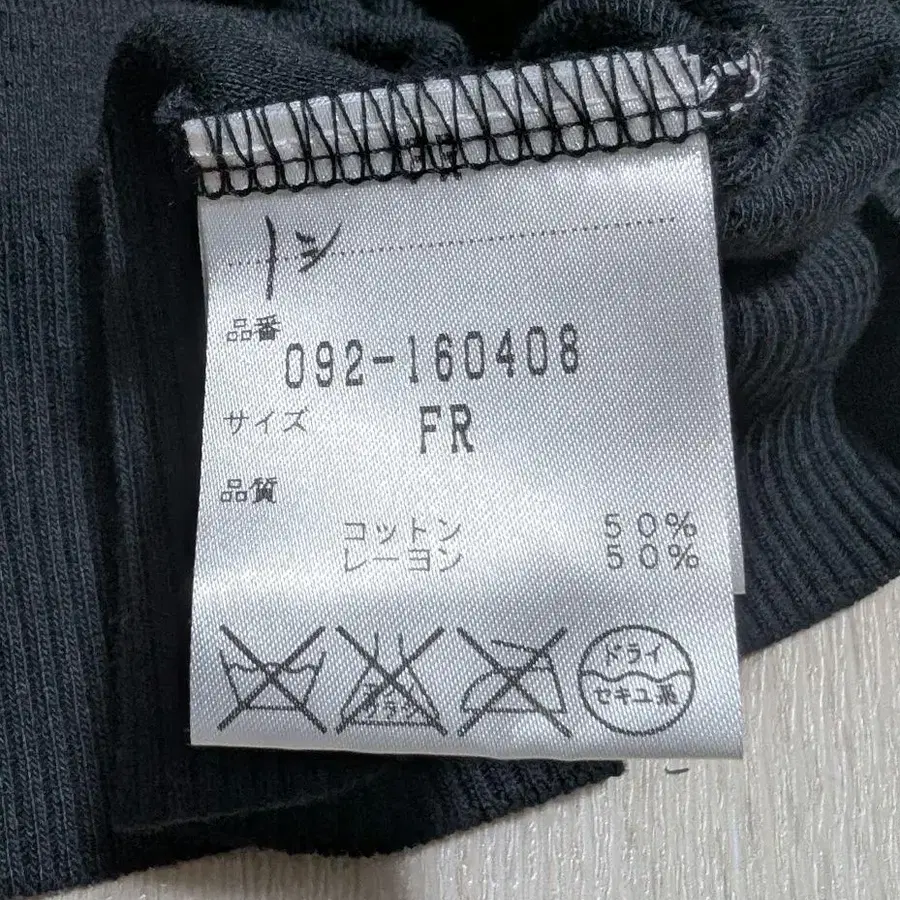 品番
092-160408
サイズ FR
品質
コットン 50%
レーヨン 50%
ドライ
セキユ系